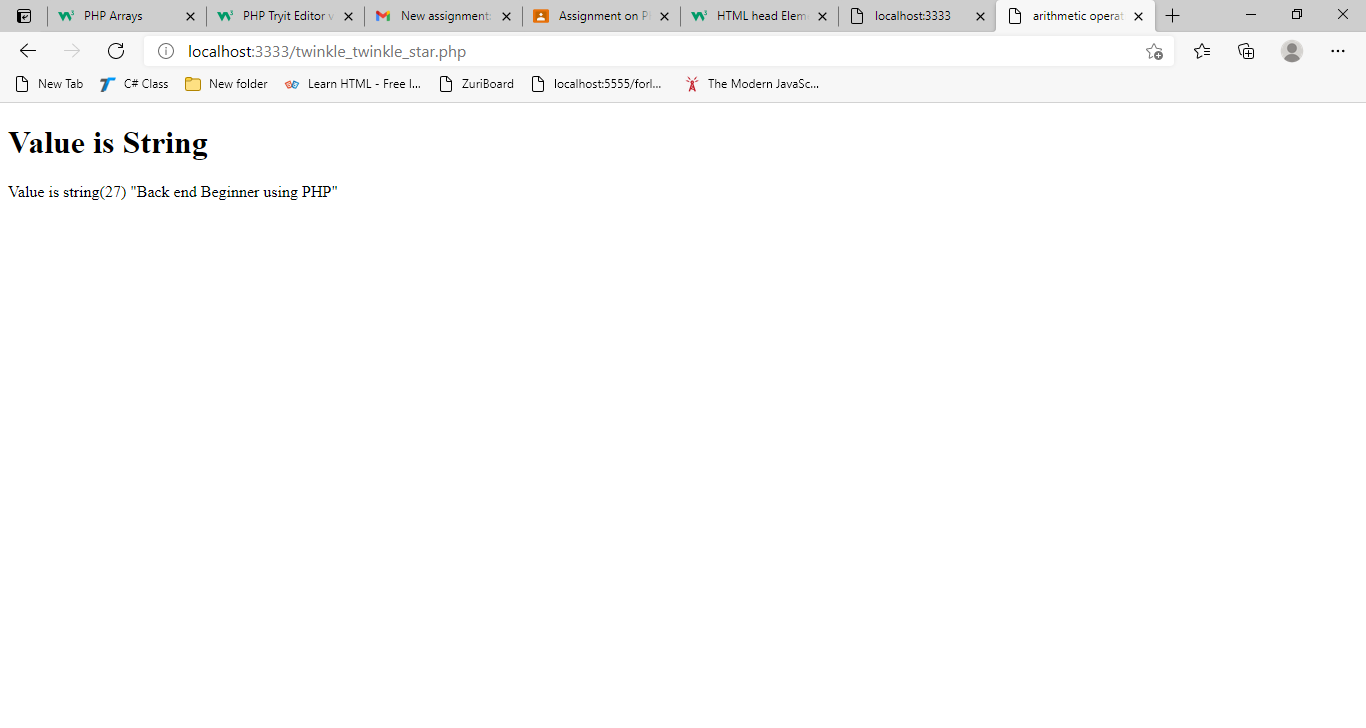 PHP Arrays PHP Tryit Editor v New assignment: Assignment on P HTML head Elem localhost:3333 arithmetic operat
localhost:3333/twinkle_twinkle_star.php
New Tab C# Class New folder Learn HTML - Free I... ZuriBoard localhost:5555/forl... The Modern JavaSc...
Value is String
Value is string(27) "Back end Beginner using PHP"